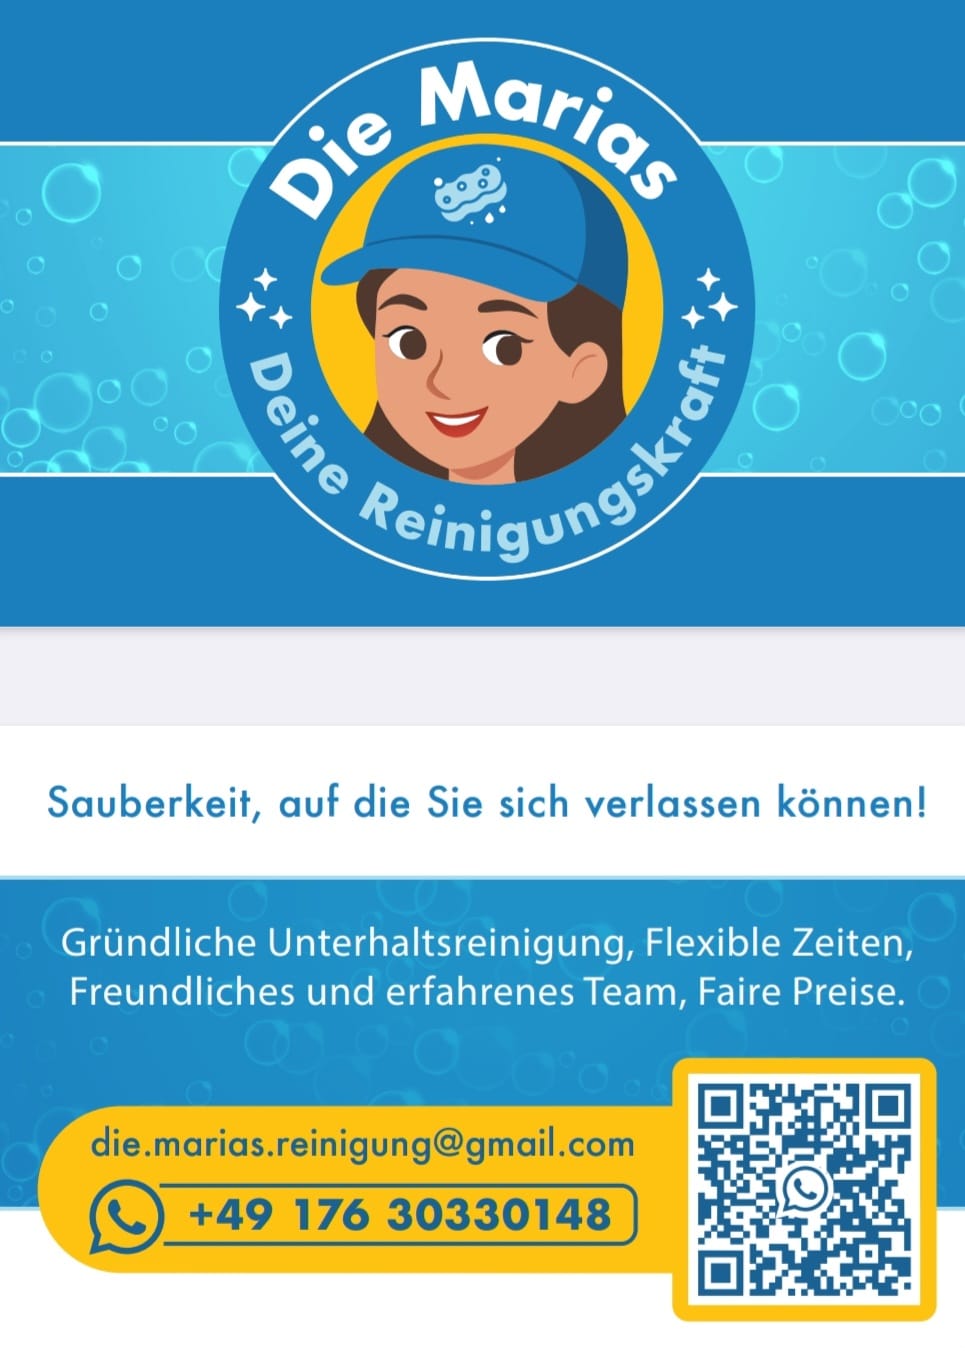 Die Marias
Deine Reinigungskraft
Sauberkeit, auf die Sie sich verlassen können!
Gründliche Unterhaltsreinigung, Flexible Zeiten,
Freundliches und erfahrenes Team, Faire Preise.
die.marias.reinigung@gmail.com
+49 176 30330148